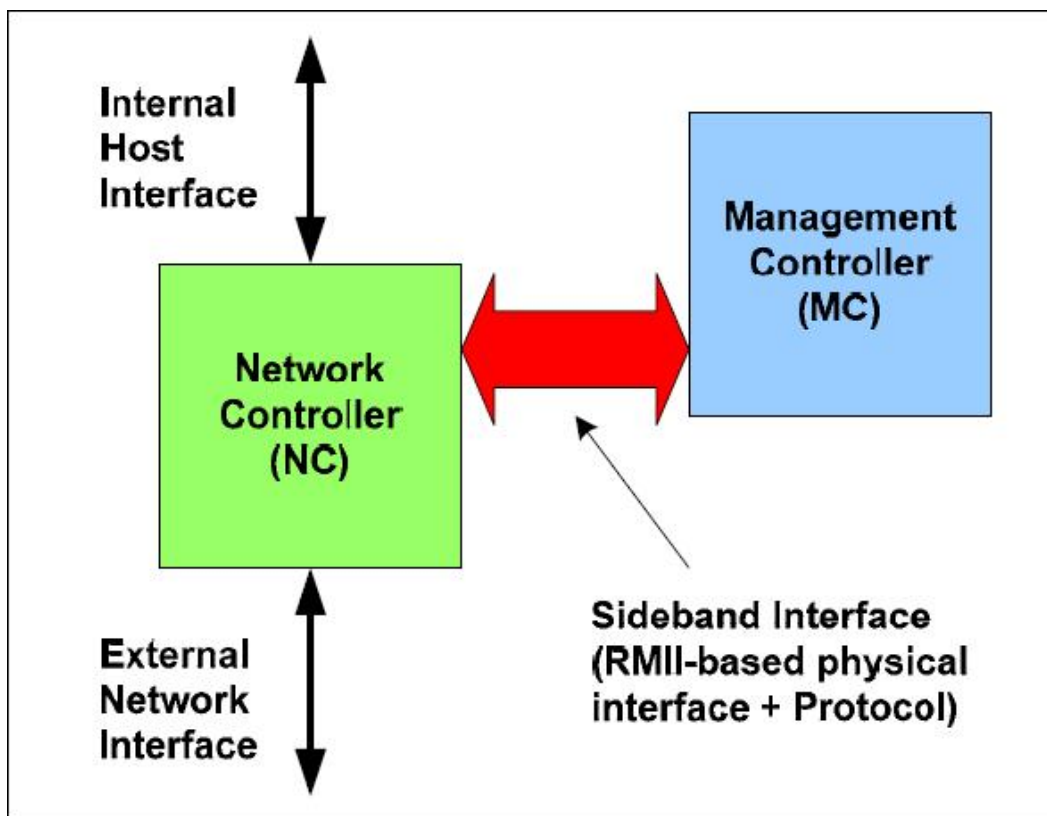 Internal
Host
Interface
Management
Controller
(MC)
Network
Controller
(NC)
Sideband Interface
(RMII-based physical
interface + Protocol)
External
Network
Interface